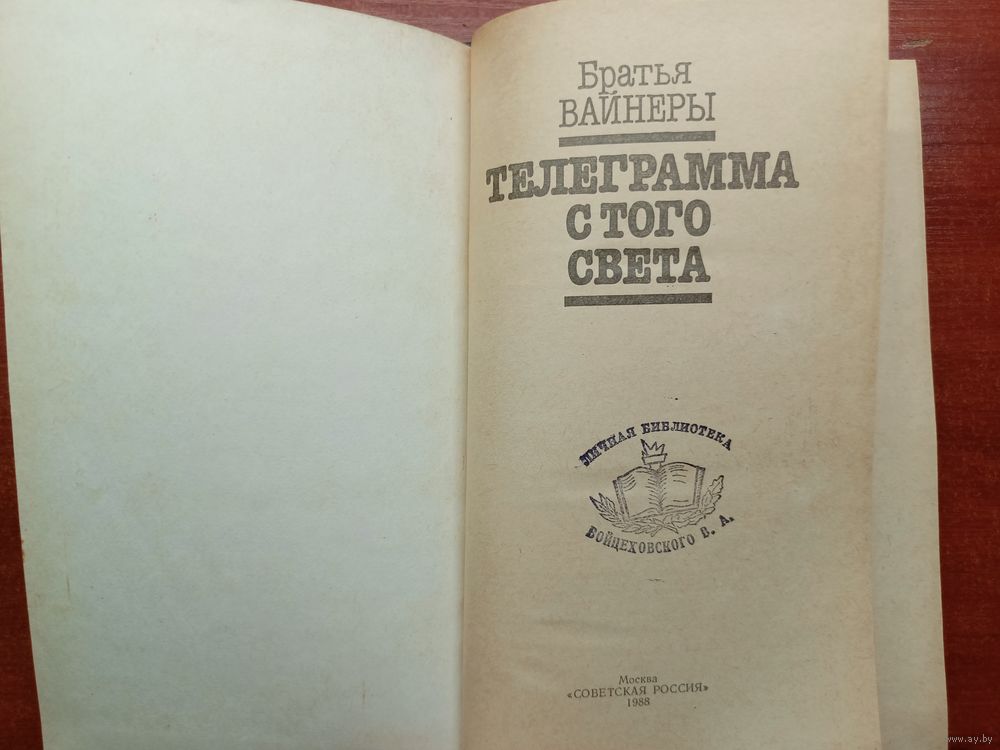 Братья
ВАЙНЕРЫ
ТЕЛЕГРАММА
С ТОГО
СВЕТА
ЛИЧНАЯ БИБЛИОТЕКА
ВОЙЦЕХОВСКОГО В. А.
Москва
«СОВЕТСКАЯ РОССИЯ»
1988
© www.ay.by